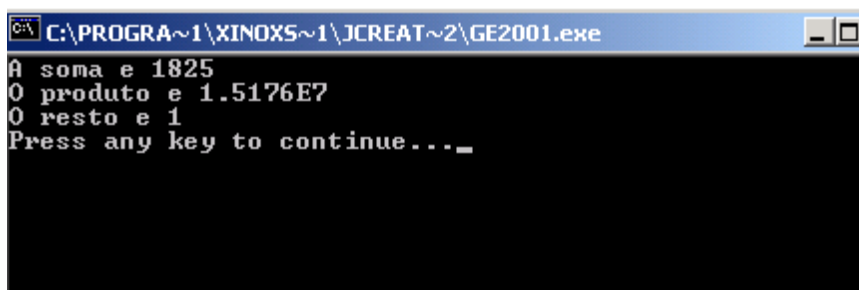 C:\PROGRA~1\XINOXS~1\JCREAT~2\GE2001.exe
A soma e 1825
O produto e 1.5176E7
O resto e 1
Press any key to continue..._